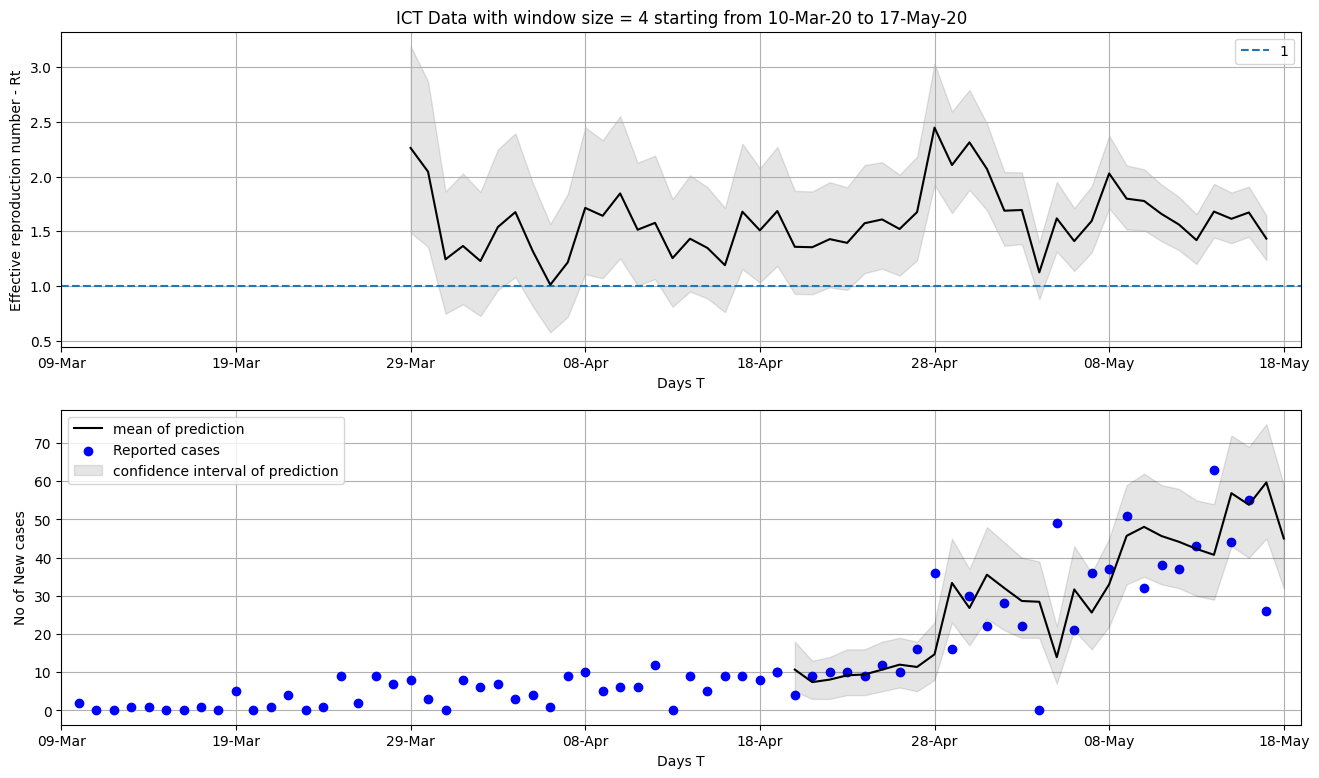 ICT Data with window size = 4 starting from 10-Mar-20 to 17-May-20
1
Effective reproduction number - Rt
3.0
2.5
2.0
1.5
1.0
0.5
09-Mar 19-Mar 29-Mar 08-Apr 18-Apr 28-Apr 08-May 18-May
Days T
mean of prediction
Reported cases
confidence interval of prediction
No of New cases
70
60
50
40
30
20
10
0
09-Mar 19-Mar 29-Mar 08-Apr 18-Apr 28-Apr 08-May 18-May
Days T